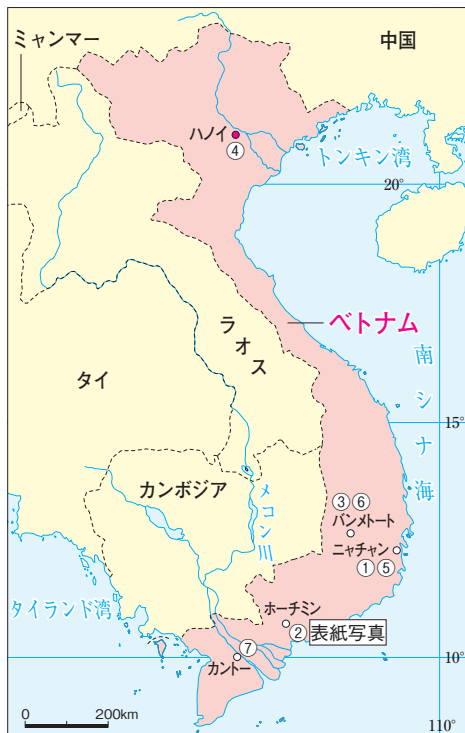 ミャンマー
中国
ハノイ
④
トンキン湾
20°
ベトナム
ラオス
南シナ海
タイ
15°
カンボジア
メコン川
③⑥
バンメトート
ニャチャン
①⑤
タイランド湾
ホーチミン
②表紙写真
⑦
カントー
10°
0 200km
110°